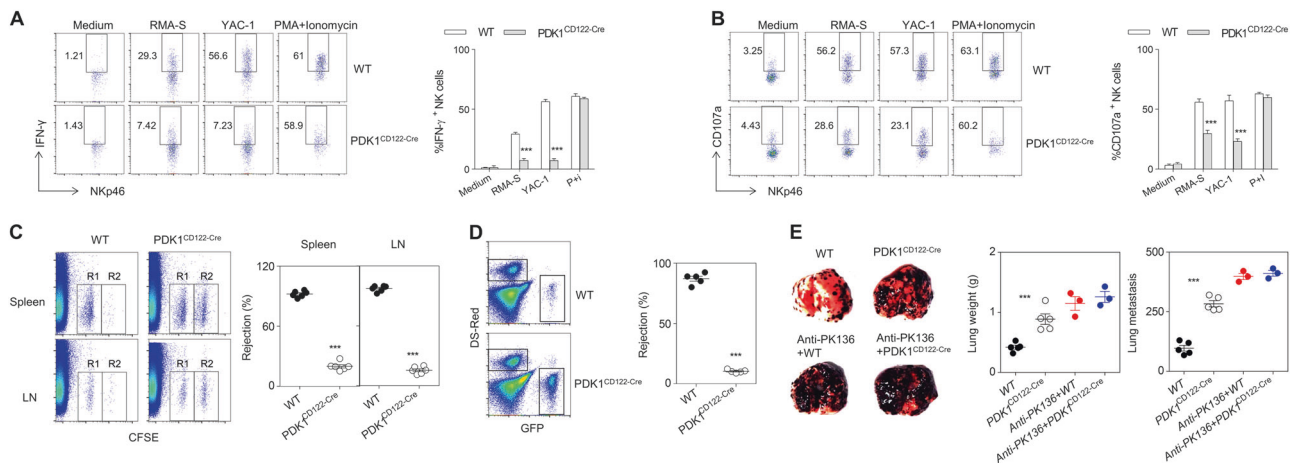 A
Medium RMA-S YAC-1 PMA+Ionomycin
1.21 29.3 56.6 61
WT
1.43 7.42 7.23 58.9
PDK1CD122-Cre
IFN-γ
NKp46
WT PDK1CD122-Cre
100
50
0
%IFN-γ + NK cells
*** ***
Medium RMA-S YAC-1 P+I
B
Medium RMA-S YAC-1 PMA+Ionomycin
3.25 56.2 57.3 63.1
WT
4.43 28.6 23.1 60.2
PDK1CD122-Cre
CD107a
NKp46
WT PDK1CD122-Cre
100
50
0
%CD107a + NK cells
*** ***
Medium RMA-S YAC-1 P+I
C
WT PDK1CD122-Cre
Spleen
R1 R2 R1 R2
LN
R1 R2 R1 R2
CFSE
Spleen LN
120
60
0
Rejection (%)
*** ***
WT PDK1CD122-Cre WT PDK1CD122-Cre
D
DS-Red
WT
PDK1CD122-Cre
GFP
100
50
0
Rejection (%)
***
WT PDK1CD122-Cre
E
WT PDK1CD122-Cre
Anti-PK136 Anti-PK136
+WT +PDK1CD122-Cre
2
1
0
Lung weight (g)
***
WT PDK1CD122-Cre Anti-PK136+WT Anti-PK136+PDK1CD122-Cre
500
250
0
Lung metastasis
***
WT PDK1CD122-Cre Anti-PK136+WT Anti-PK136+PDK1CD122-Cre